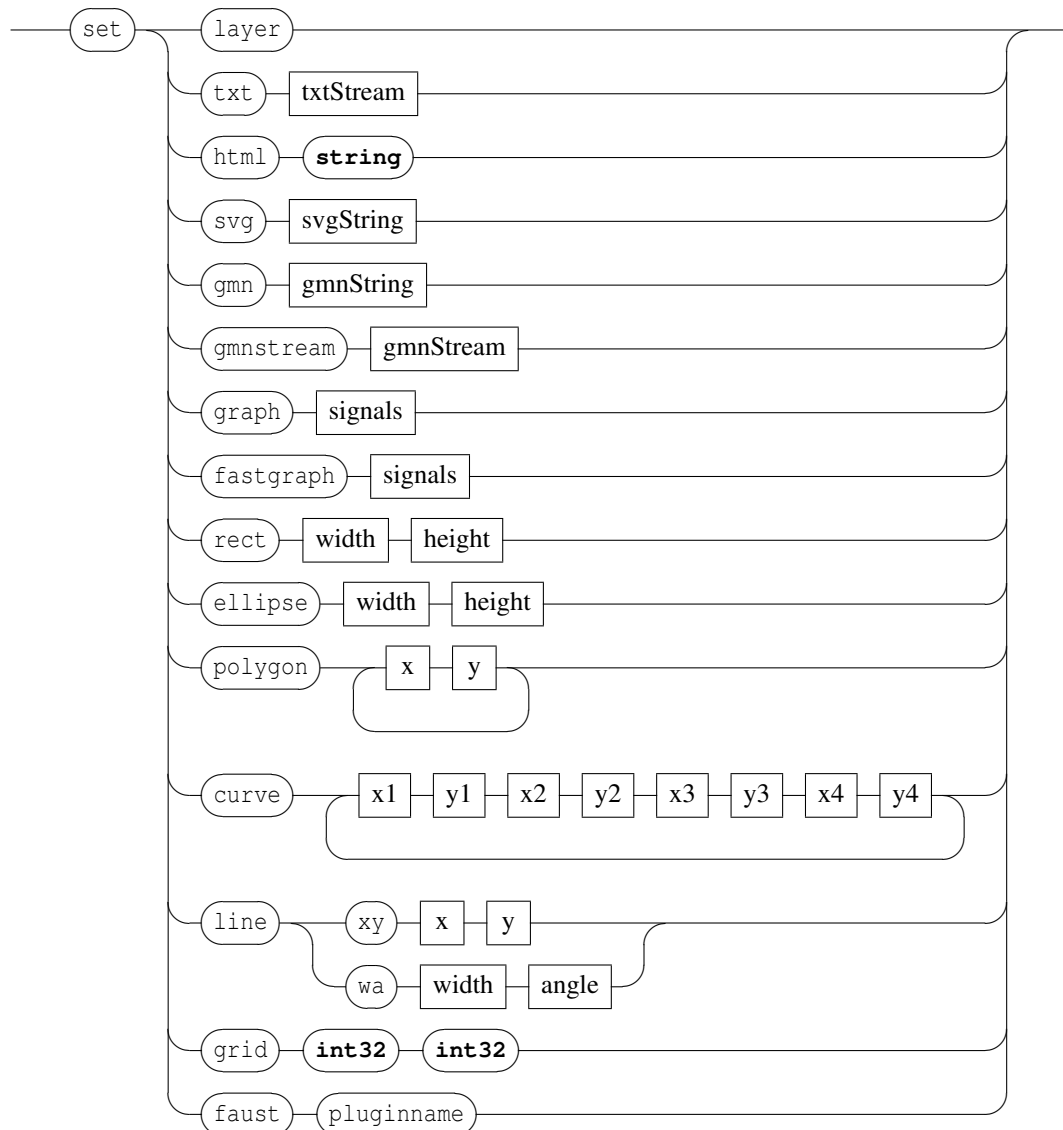 set layer
txt txtStream
html string
svg svgString
gmn gmnString
gmnstream gmnStream
graph signals
fastgraph signals
rect width height
ellipse width height
polygon x y
curve x1 y1 x2 y2 x3 y3 x4 y4
line xy x y
wa width angle
grid int32 int32
faust pluginname